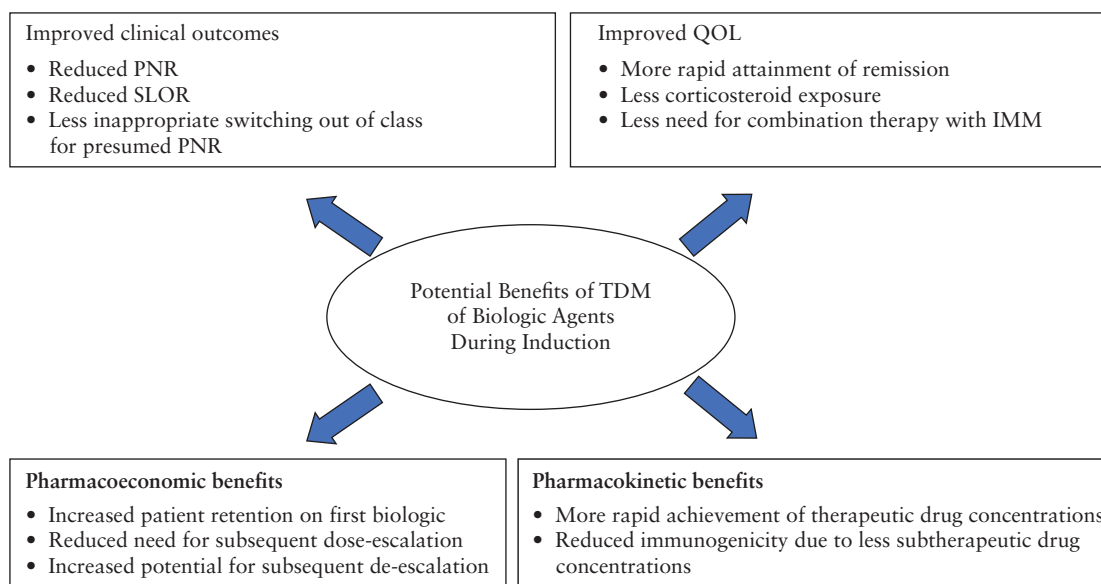 Improved clinical outcomes
• Reduced PNR
• Reduced SLOR
• Less inappropriate switching out of class
for presumed PNR
Improved QOL
• More rapid attainment of remission
• Less corticosteroid exposure
• Less need for combination therapy with IMM
Potential Benefits of TDM
of Biologic Agents
During Induction
Pharmacoeconomic benefits
• Increased patient retention on first biologic
• Reduced need for subsequent dose-escalation
• Increased potential for subsequent de-escalation
Pharmacokinetic benefits
• More rapid achievement of therapeutic drug concentrations
• Reduced immunogenicity due to less subtherapeutic drug
concentrations